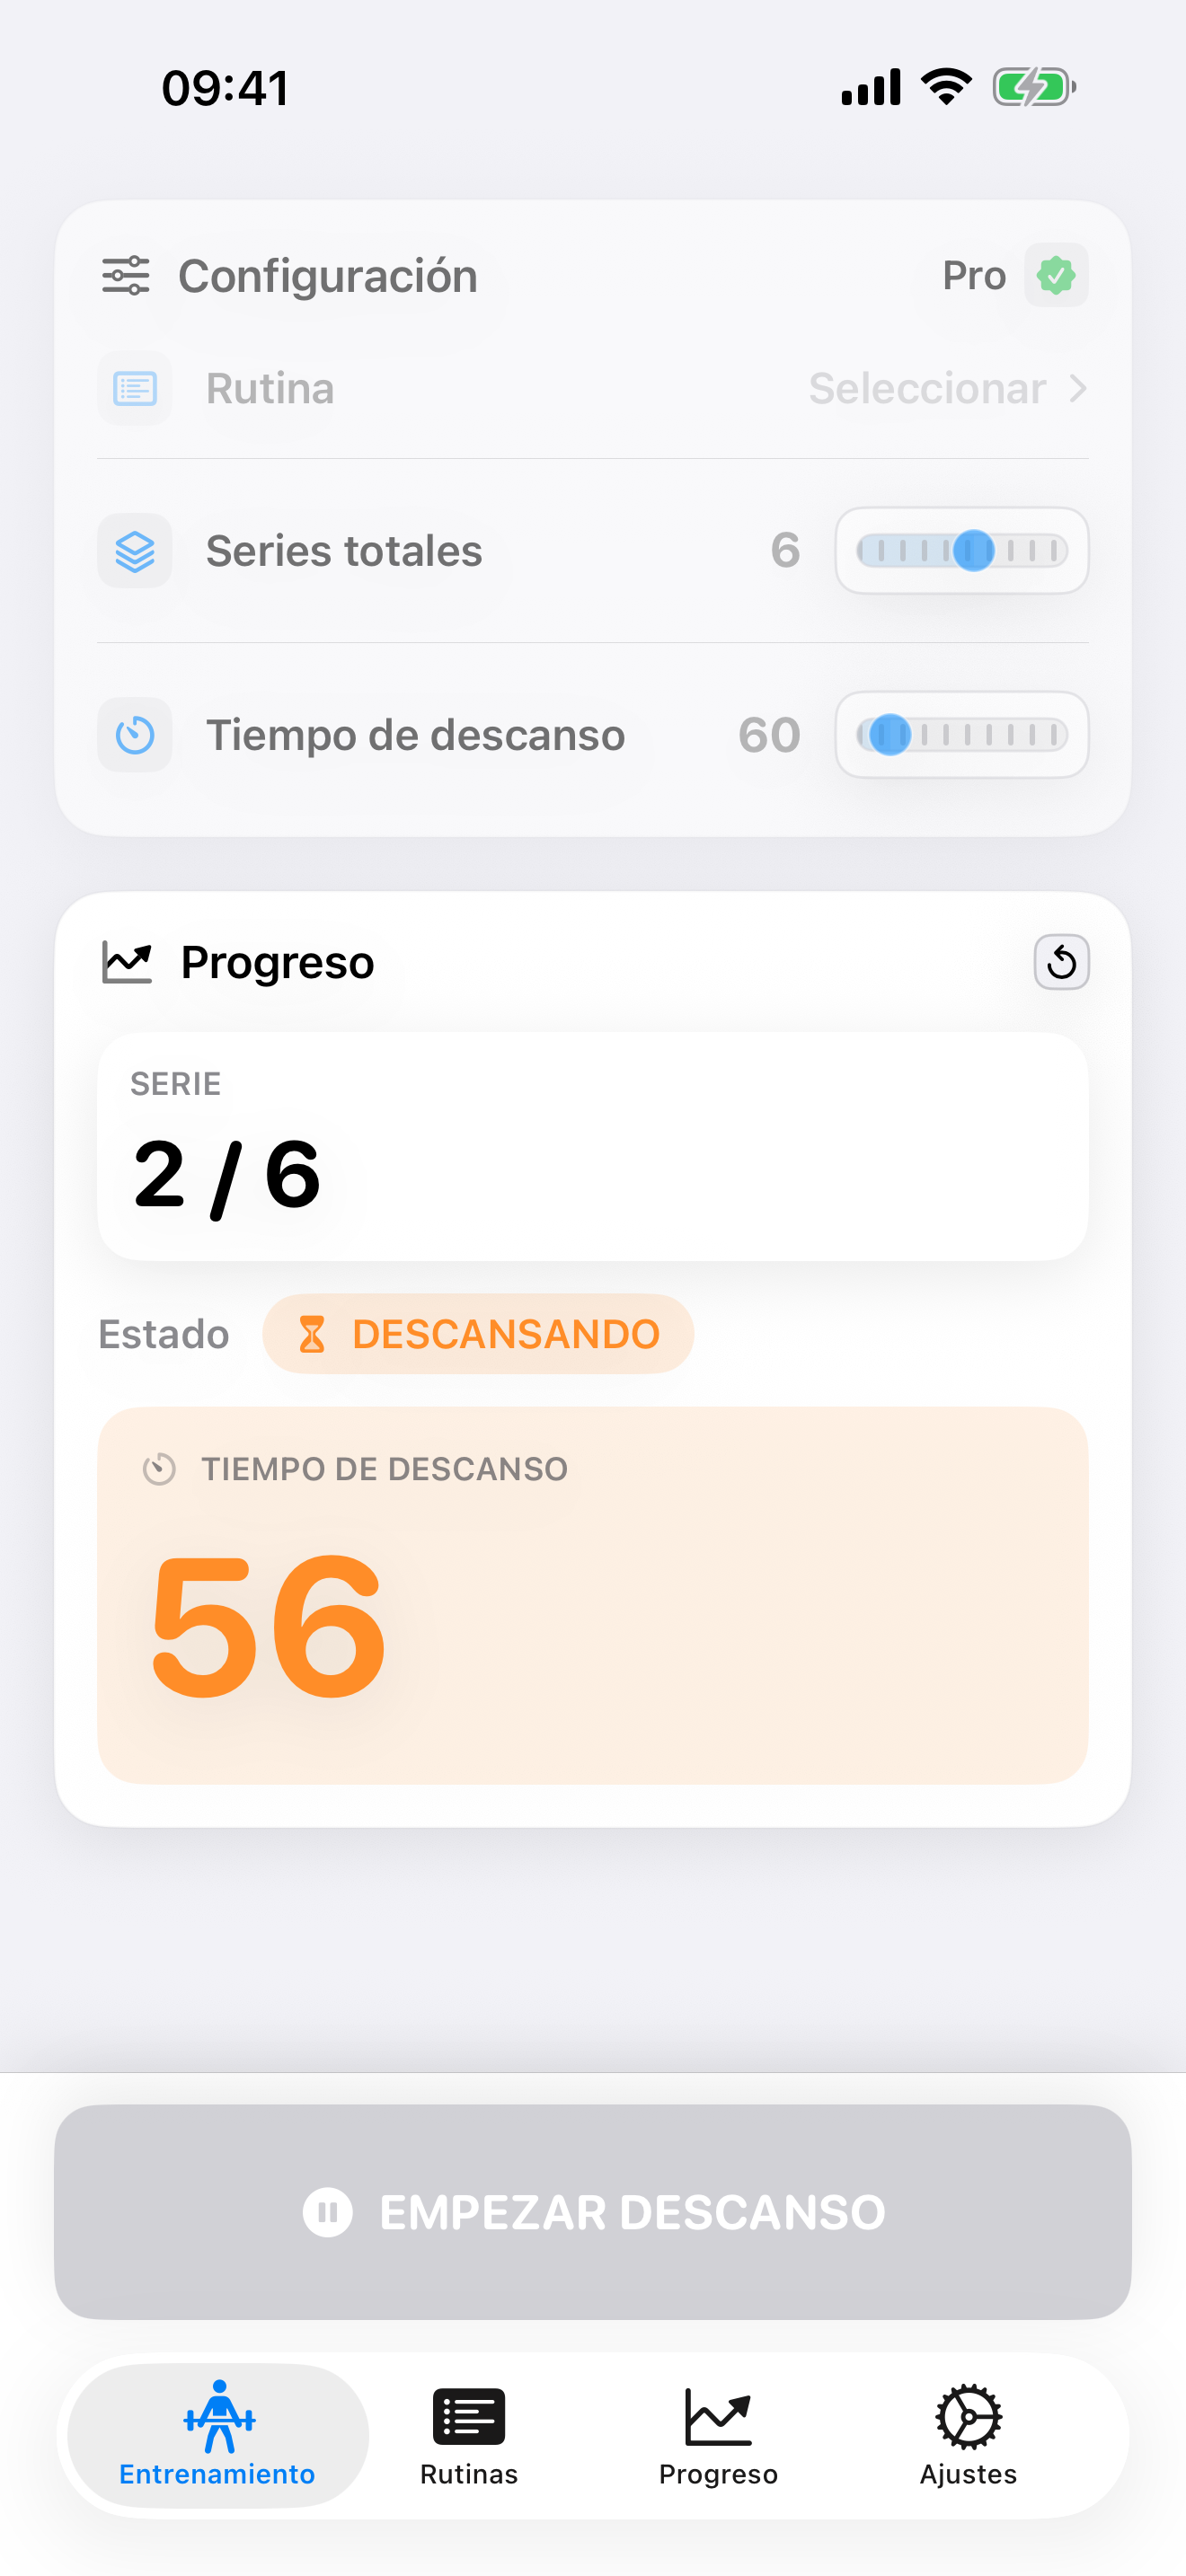 09:41
Configuración Pro
Rutina Seleccionar
Series totales 6
Tiempo de descanso 60
Progreso
SERIE
2 / 6
Estado DESCANSANDO
TIEMPO DE DESCANSO
56
EMPEZAR DESCANSO
Entrenamiento Rutinas Progreso Ajustes